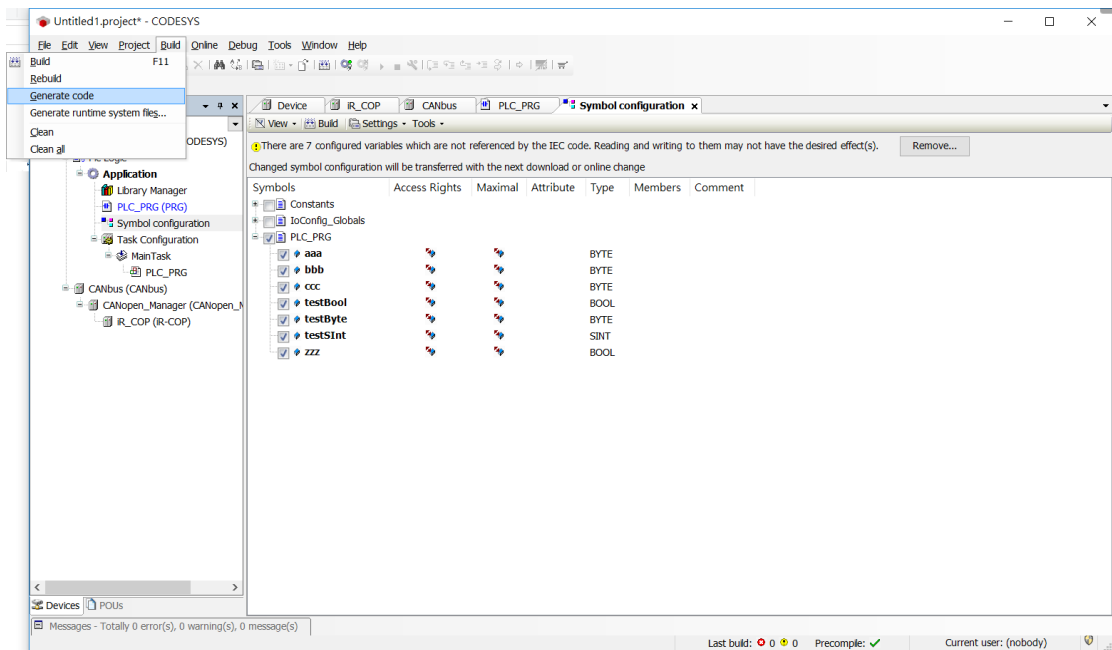 Untitled1.project* - CODESYS
File Edit View Project Build Online Debug Tools Window Help
Build F11
Rebuild
Generate code
Generate runtime system files...
Clean
Clean all
ODESYS)
Device iR_COP CANbus PLC_PRG Symbol configuration x
View Build Settings Tools
There are 7 configured variables which are not referenced by the IEC code. Reading and writing to them may not have the desired effect(s). Remove...
Changed symbol configuration will be transferred with the next download or online change
Application
Library Manager
PLC_PRG (PRG)
Symbol configuration
Task Configuration
MainTask
PLC_PRG
CANbus (CANbus)
CANopen_Manager (CANopen_M
iR_COP (iR-COP)
Symbols Access Rights Maximal Attribute Type Members Comment
Constants
IoConfig_Globals
PLC_PRG
aaa BYTE
bbb BYTE
ccc BYTE
testBool BOOL
testByte BYTE
testSInt SINT
zzz BOOL
Devices POUs
Messages - Totally 0 error(s), 0 warning(s), 0 message(s)
Last build: 0 0 Precompile: Current user: (nobody)